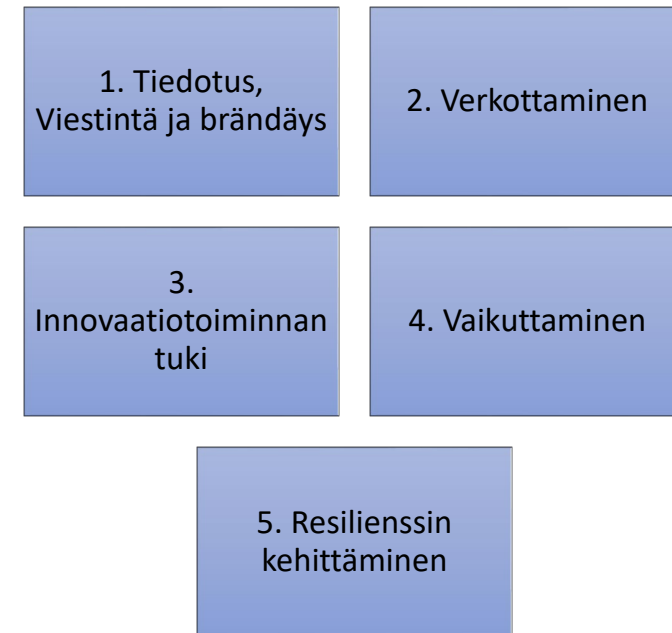 1. Tiedotus,
Viestintä ja brändäys
2. Verkottaminen
3.
Innovaatiotoiminnan
tuki
4. Vaikuttaminen
5. Resilienssin
kehittäminen